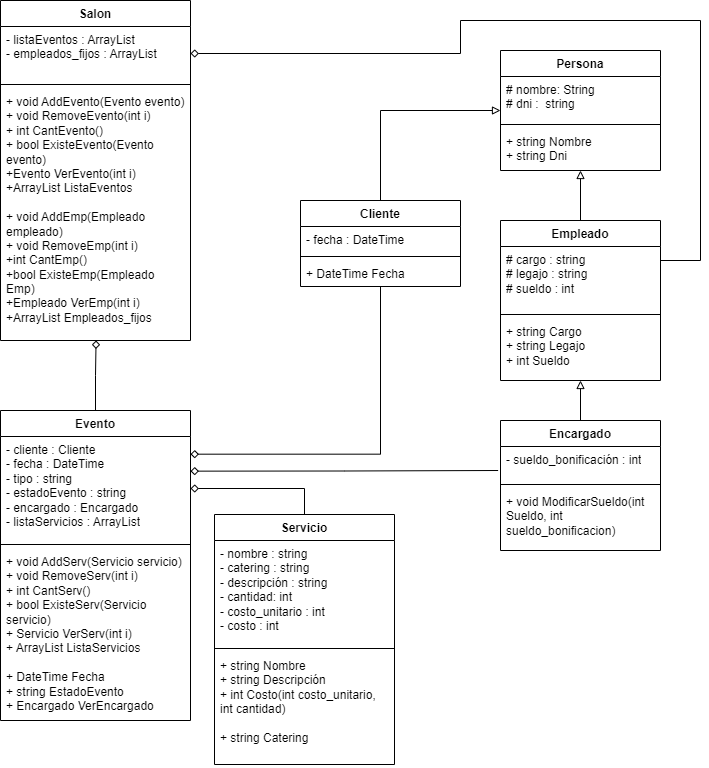 Salon
- listaEventos : ArrayList
- empleados_fijos : ArrayList
+ void AddEvento(Evento evento)
+ void RemoveEvento(int i)
+ int CantEvento()
+ bool ExisteEvento(Evento
evento)
+Evento VerEvento(int i)
+ArrayList ListaEventos
+ void AddEmp(Empleado
empleado)
+ void RemoveEmp(int i)
+int CantEmp()
+bool ExisteEmp(Empleado
Emp)
+Empleado VerEmp(int i)
+ArrayList Empleados_fijos
Persona
# nombre: String
# dni :  string
+ string Nombre
+ string Dni
Cliente
- fecha : DateTime
+ DateTime Fecha
Empleado
# cargo : string
# legajo : string
# sueldo : int
+ string Cargo
+ string Legajo
+ int Sueldo
Evento
- cliente : Cliente
- fecha : DateTime
- tipo : string
- estadoEvento : string
- encargado : Encargado
- listaServicios : ArrayList
+ void AddServ(Servicio servicio)
+ void RemoveServ(int i)
+ int CantServ()
+ bool ExisteServ(Servicio
servicio)
+ Servicio VerServ(int i)
+ ArrayList ListaServicios
+ DateTime Fecha
+ string EstadoEvento
+ Encargado VerEncargado
Encargado
- sueldo_bonificación : int
+ void ModificarSueldo(int
Sueldo, int
sueldo_bonificacion)
Servicio
- nombre : string
- catering : string
- descripción : string
- cantidad: int
- costo_unitario : int
- costo : int
+ string Nombre
+ string Descripción
+ int Costo(int costo_unitario,
int cantidad)
+ string Catering